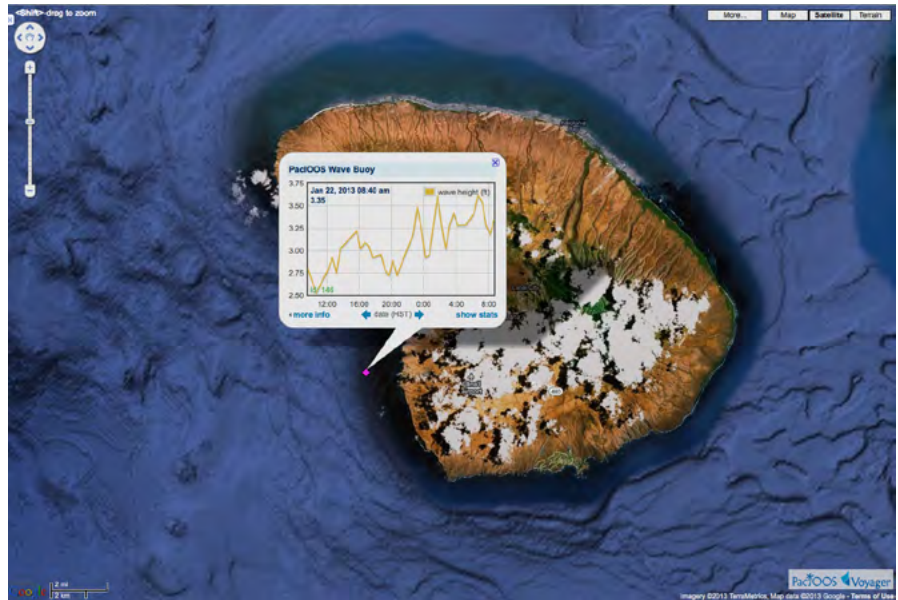 <Shift>-drag to zoom
More...
Map
Satellite
Terrain
PacIOOS Wave Buoy
3.75
3.50
3.25
3.00
2.75
2.50
Jan 22, 2013 08:40 am
3.35
wave height (ft)
12:00
16:00
20:00
0:00
4:30
8:00
more info
date (HST)
show stats
2 mi
2 km
PacIOOS Voyager
Imagery ©2013 TerraMetrics, Map data ©2013 Google - Terms of Use